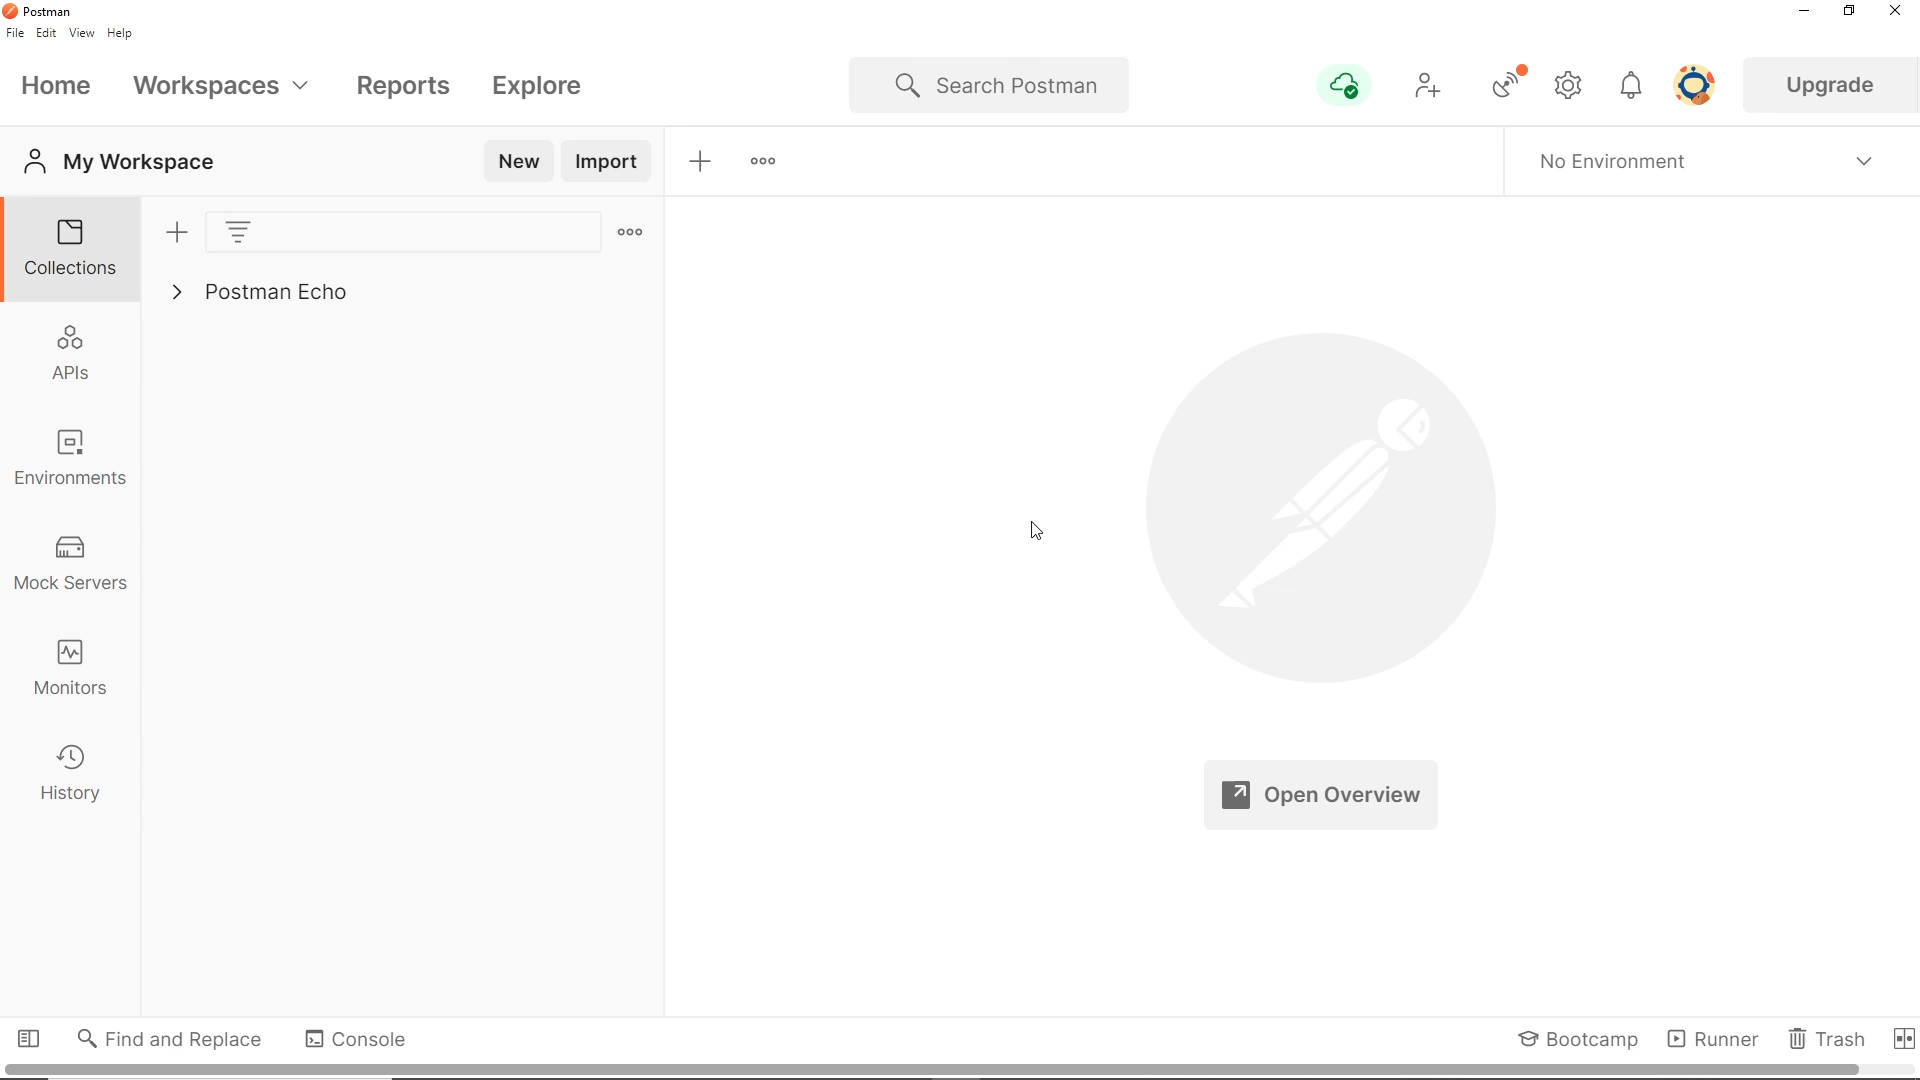 Postman
File Edit View Help
Home Workspaces Reports Explore Search Postman Upgrade
My Workspace New Import No Environment
Collections
Postman Echo
APIs
Environments
Mock Servers
Monitors
History
Open Overview
Find and Replace Console Bootcamp Runner Trash